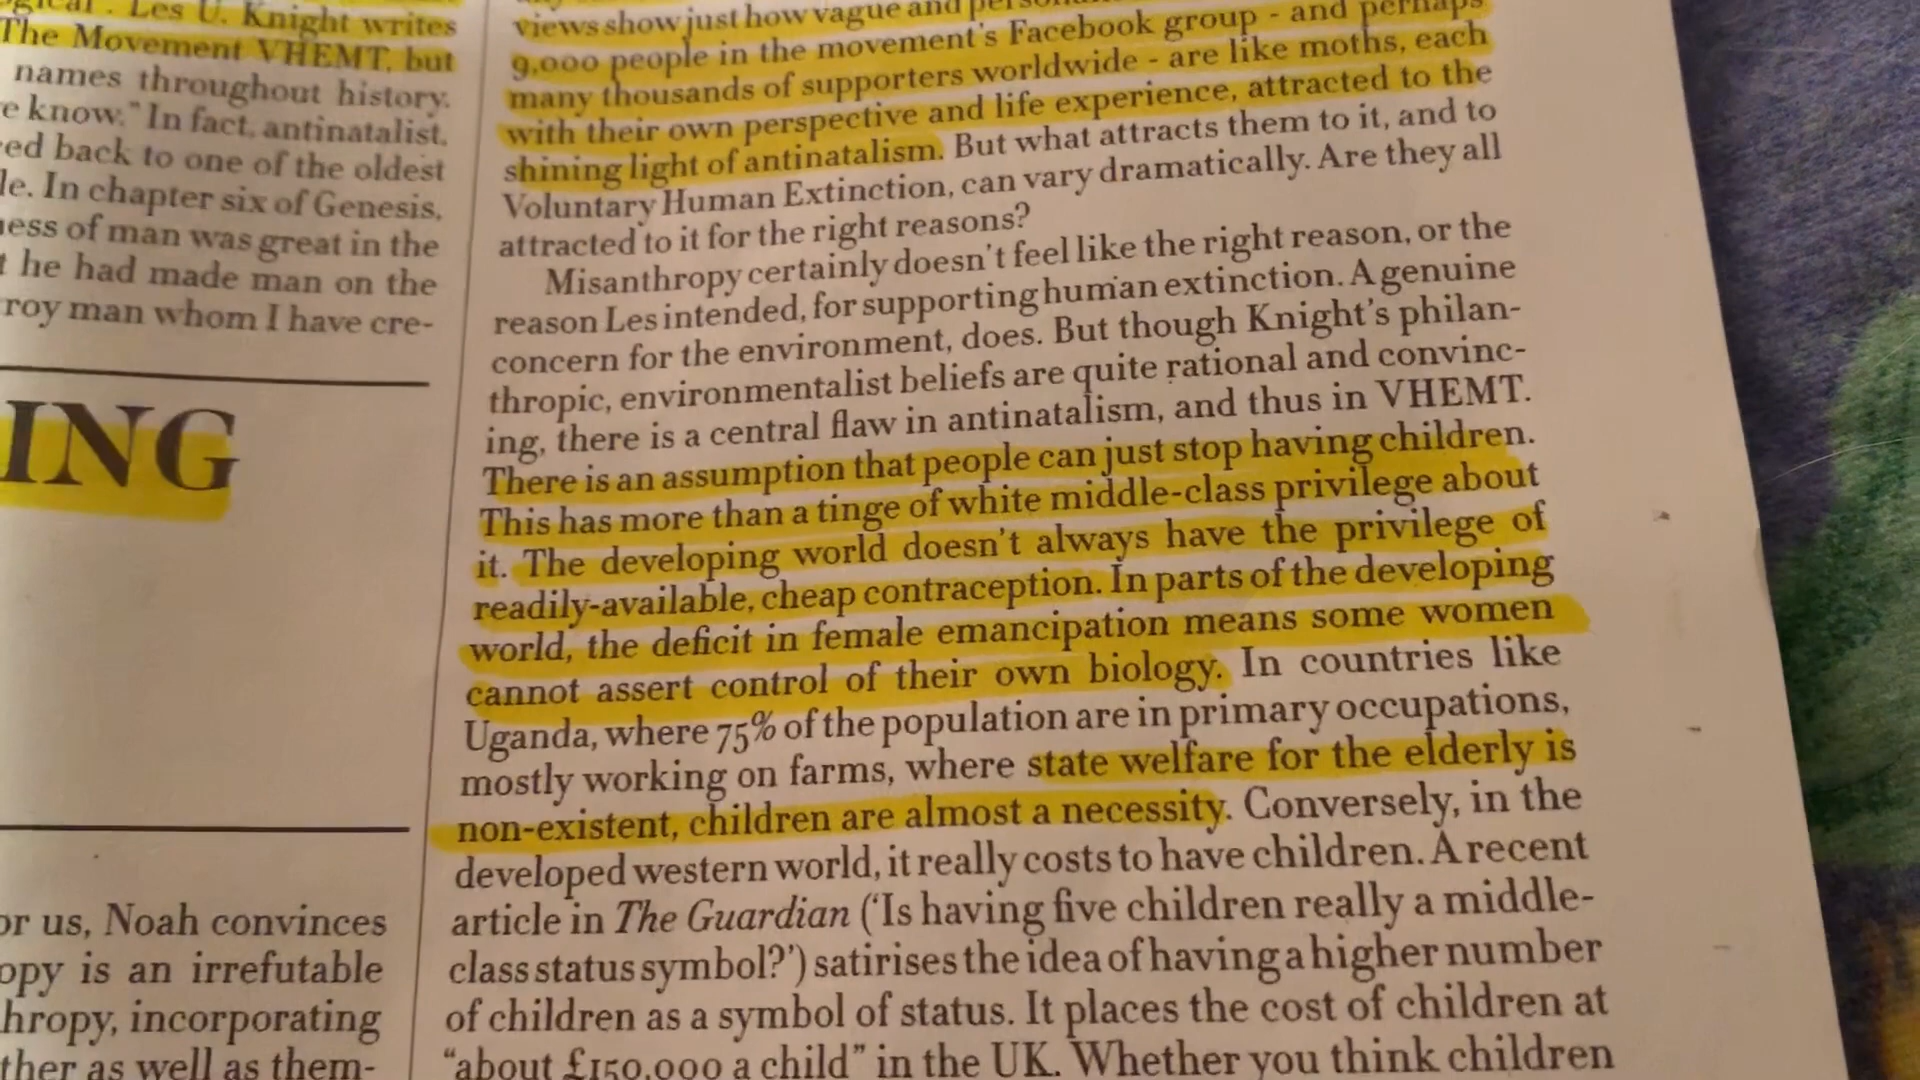 Les U. Knight writes
The Movement VHEMT, but
names throughout history.
e know." In fact, antinatalist,
ed back to one of the oldest
le. In chapter six of Genesis,
ess of man was great in the
t he had made man on the
roy man whom I have cre-
ING
or us, Noah convinces
opy is an irrefutable
hropy, incorporating
ther as well as them-
views show just how vague and
9,000 people in the movement's Facebook group - and perhaps
many thousands of supporters worldwide - are like moths, each
with their own perspective and life experience, attracted to the
shining light of antinatalism. But what attracts them to it, and to
Voluntary Human Extinction, can vary dramatically. Are they all
attracted to it for the right reasons?
Misanthropy certainly doesn't feel like the right reason, or the
reason Les intended, for supporting human extinction. A genuine
concern for the environment, does. But though Knight's philan-
thropic, environmentalist beliefs are quite rational and convinc-
ing, there is a central flaw in antinatalism, and thus in VHEMT.
There is an assumption that people can just stop having children.
This has more than a tinge of white middle-class privilege about
it. The developing world doesn't always have the privilege of
readily-available, cheap contraception. In parts of the developing
world, the deficit in female emancipation means some women
cannot assert control of their own biology. In countries like
Uganda, where 75% of the population are in primary occupations,
mostly working on farms, where state welfare for the elderly is
non-existent, children are almost a necessity. Conversely, in the
developed western world, it really costs to have children. A recent
article in The Guardian ('Is having five children really a middle-
class status symbol?') satirises the idea of having a higher number
of children as a symbol of status. It places the cost of children at
"about £150,000 a child" in the UK. Whether you think children